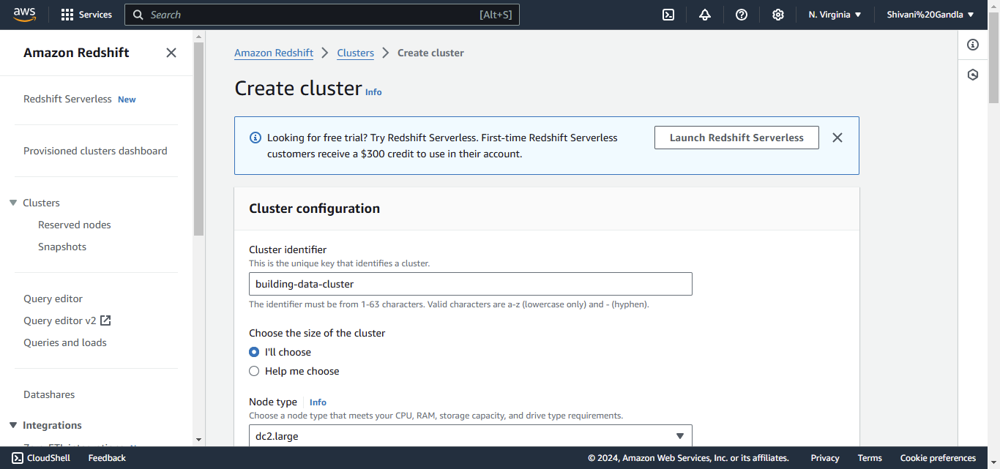 aws
Services
Search
[Alt+S]
N. Virginia
Shivani%20Gandla
Amazon Redshift
Redshift Serverless New
Provisioned clusters dashboard
Clusters
Reserved nodes
Snapshots
Query editor
Query editor v2
Queries and loads
Datashares
Integrations
Amazon Redshift
Clusters
Create cluster
Create cluster Info
Looking for free trial? Try Redshift Serverless. First-time Redshift Serverless
customers receive a $300 credit to use in their account.
Launch Redshift Serverless
Cluster configuration
Cluster identifier
This is the unique key that identifies a cluster.
building-data-cluster
The identifier must be from 1-63 characters. Valid characters are a-z (lowercase only) and - (hyphen).
Choose the size of the cluster
I'll choose
Help me choose
Node type Info
Choose a node type that meets your CPU, RAM, storage capacity, and drive type requirements.
dc2.large
CloudShell
Feedback
© 2024, Amazon Web Services, Inc. or its affiliates.
Privacy
Terms
Cookie preferences